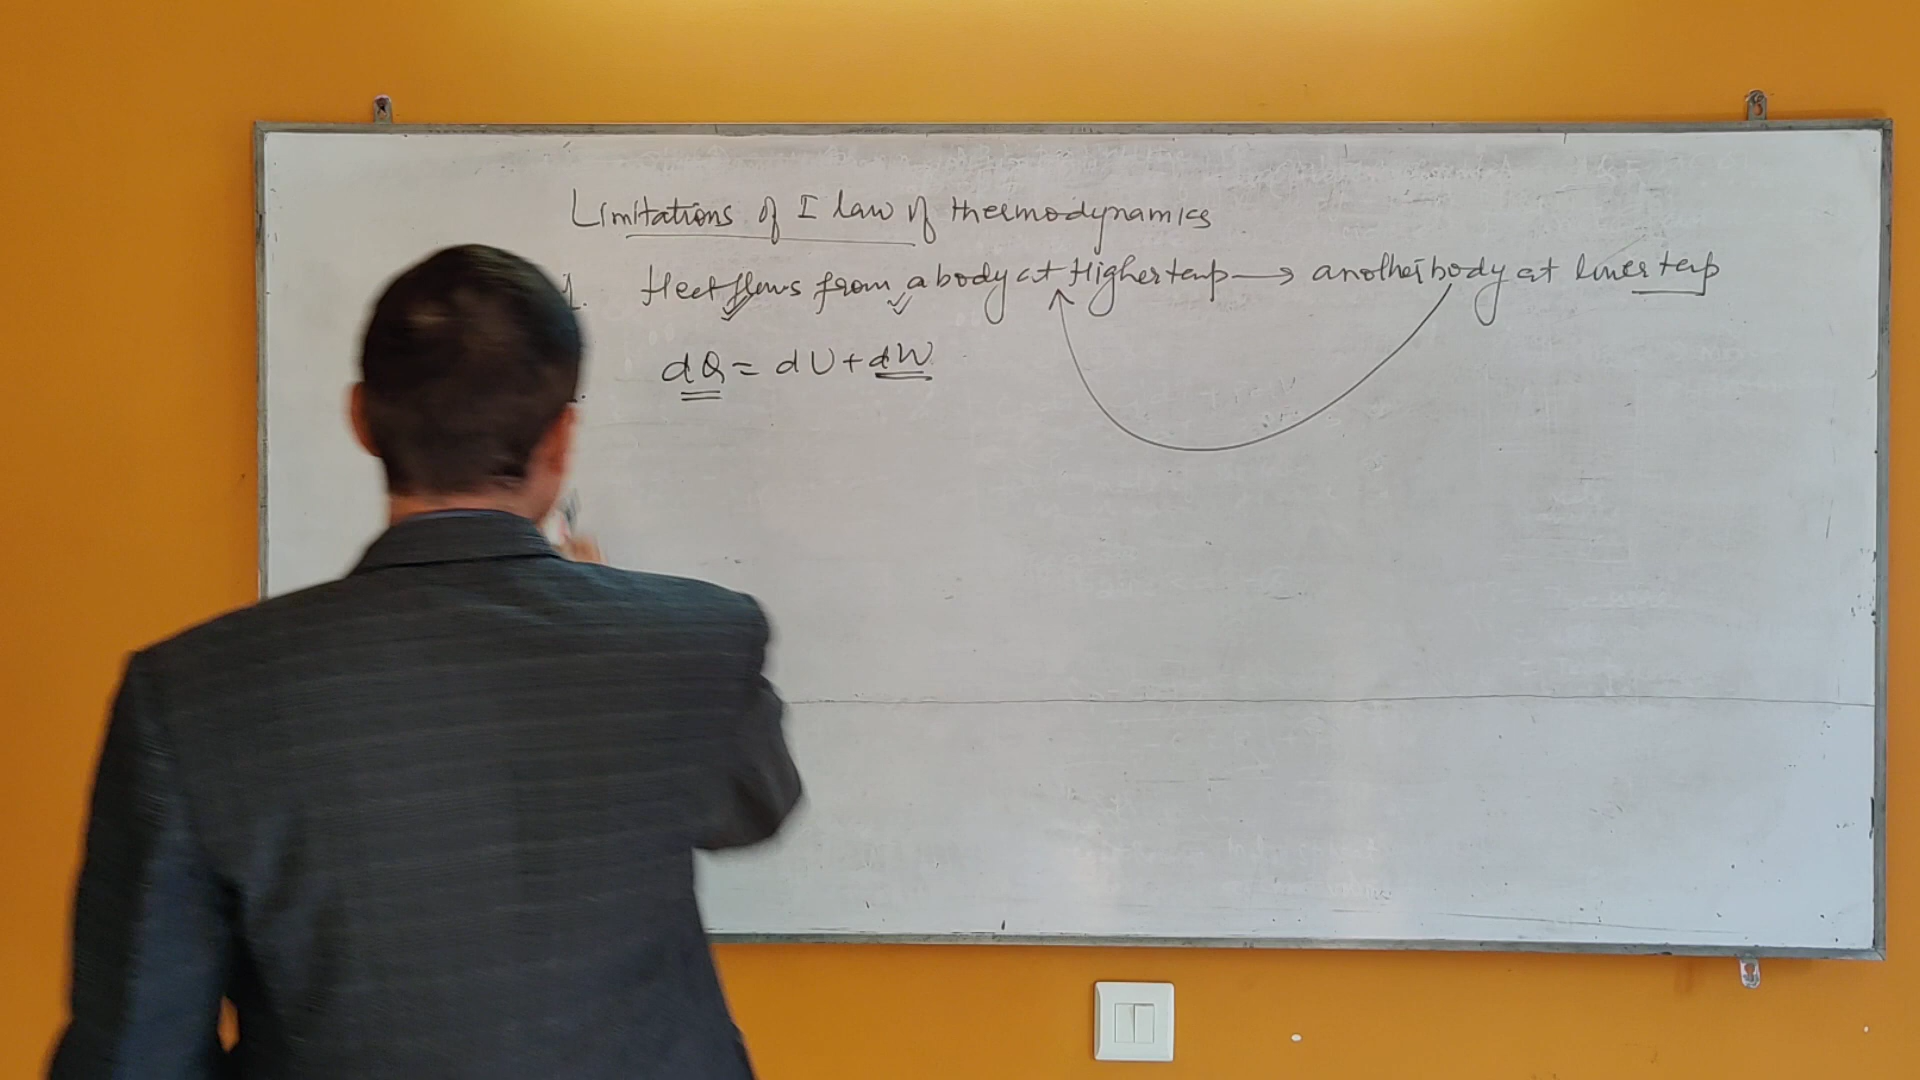 Limitations of I law of thermodynamics
1. Heat flows from a body at Higher temp → another body at lower temp
dQ = dU + dW